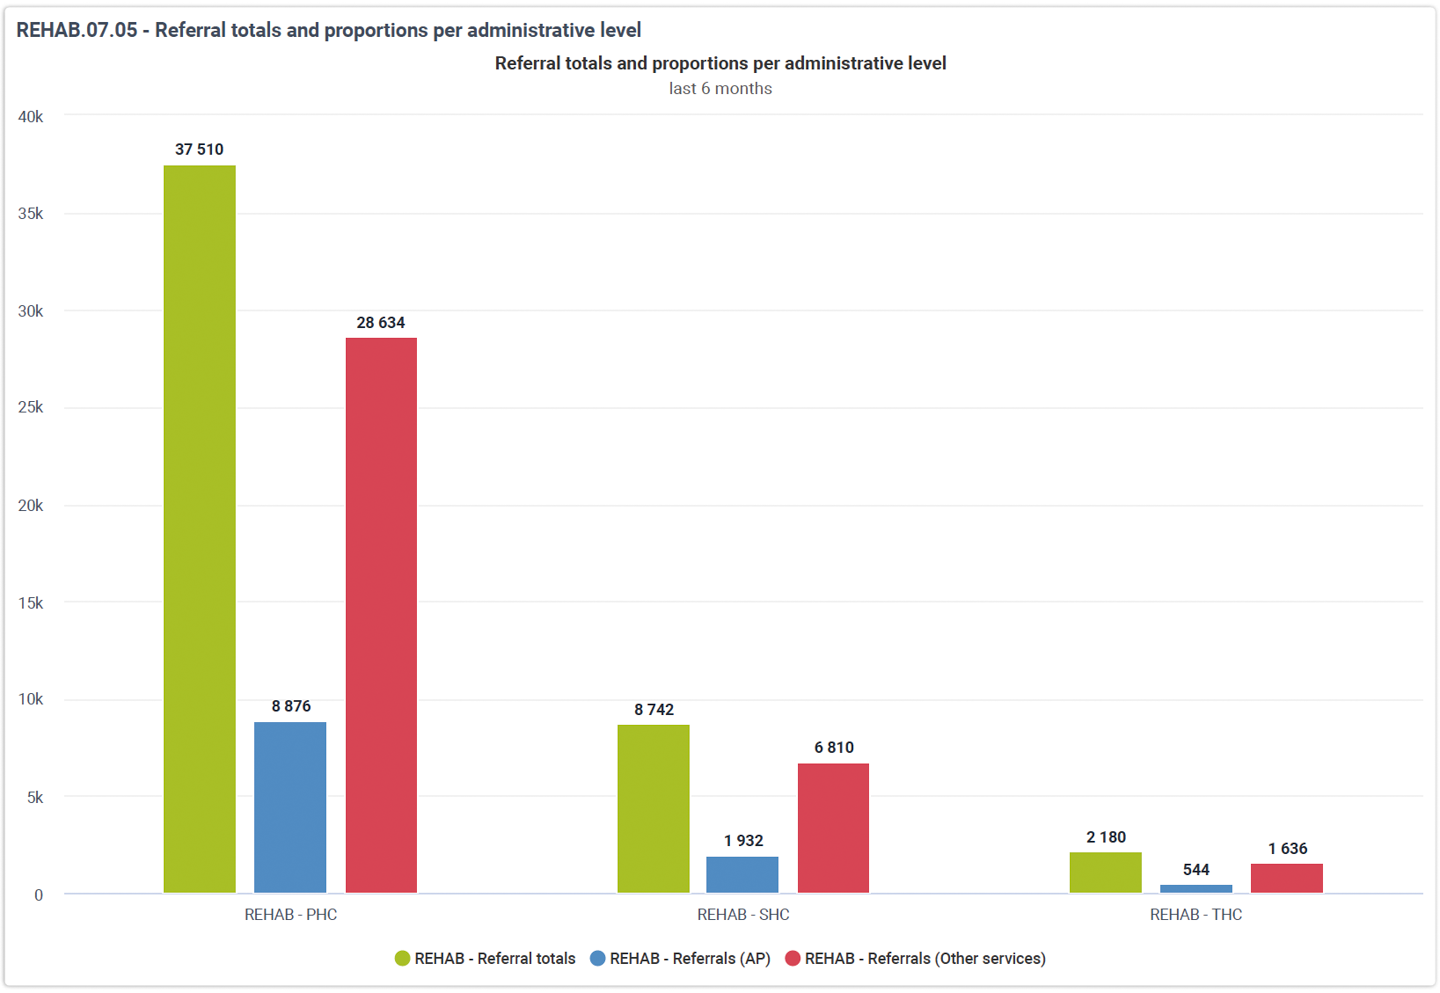 REHAB.07.05 - Referral totals and proportions per administrative level
Referral totals and proportions per administrative level
last 6 months
40k
35k
30k
25k
20k
15k
10k
5k
0
37 510
8 876
28 634
8 742
1 932
6 810
2 180
544
1 636
REHAB - PHC
REHAB - SHC
REHAB - THC
REHAB - Referral totals
REHAB - Referrals (AP)
REHAB - Referrals (Other services)